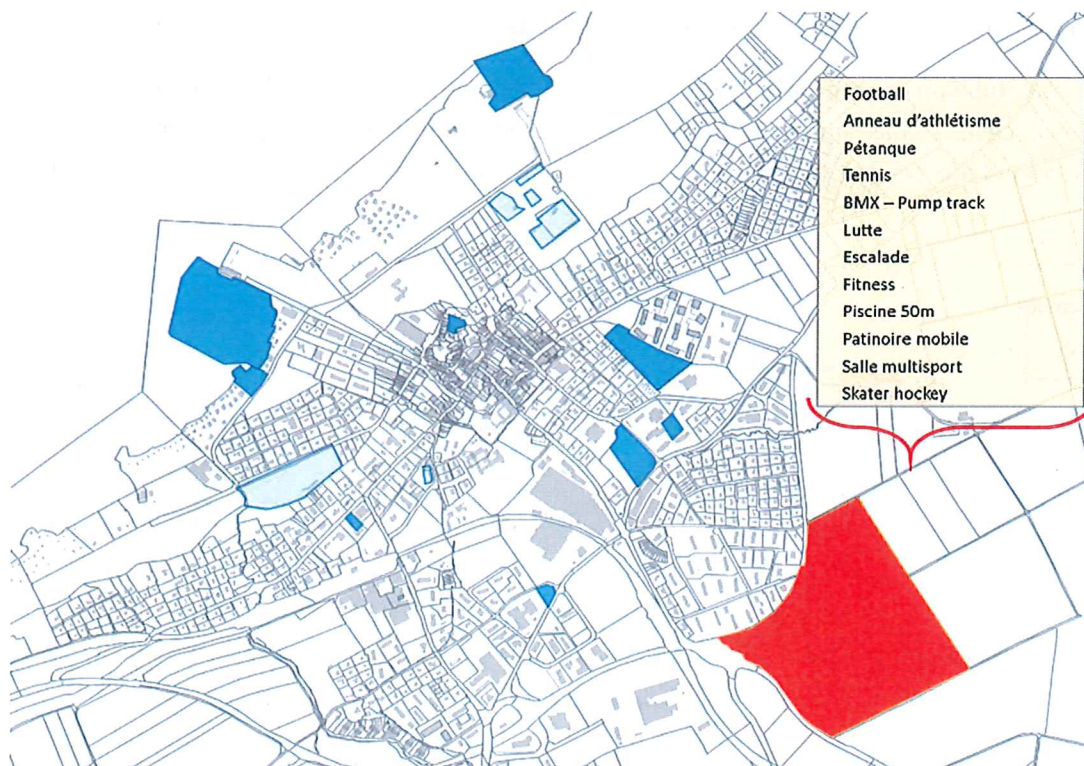 Football
Anneau d'athlétisme
Pétanque
Tennis
BMX – Pump track
Lutte
Escalade
Fitness
Piscine 50m
Patinoire mobile
Salle multisport
Skater hockey